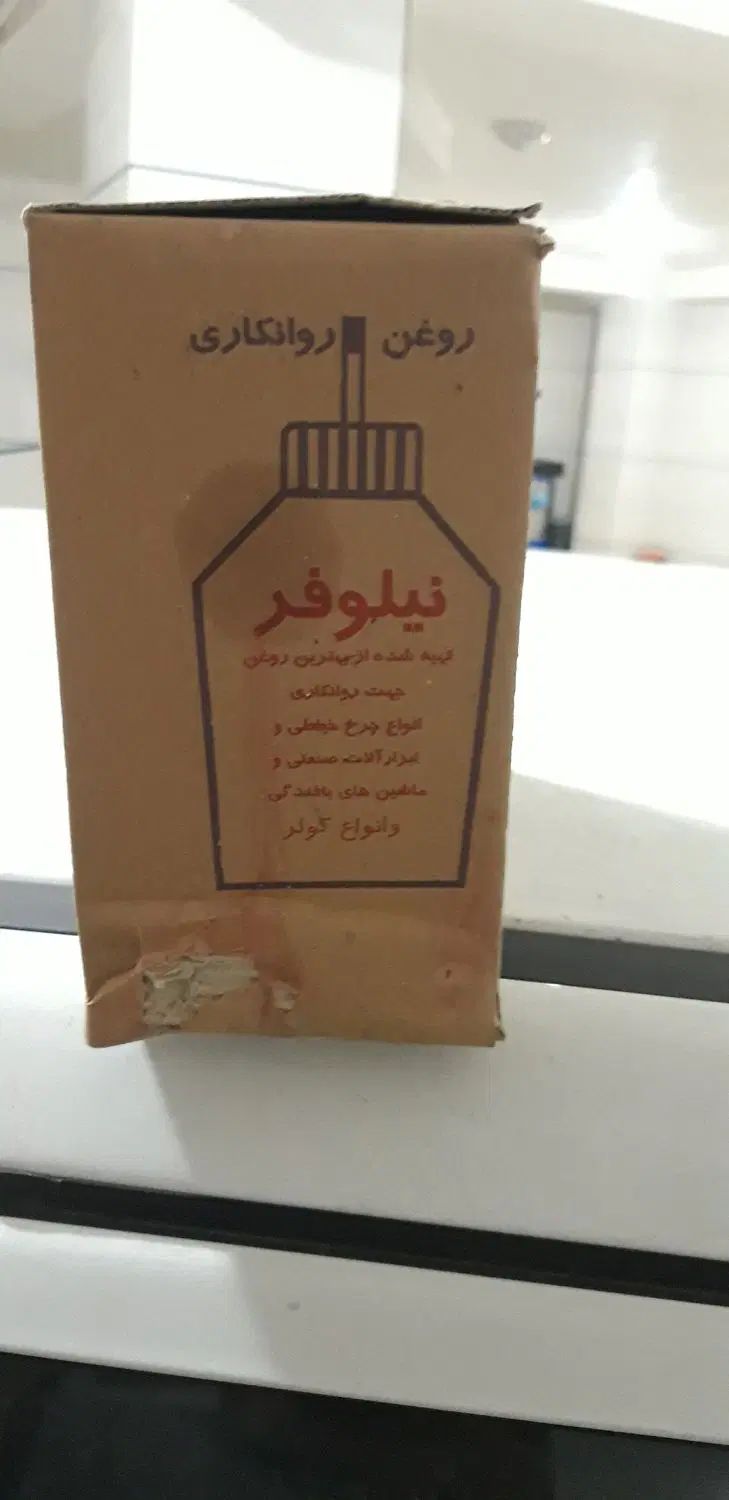 روغن روانکاری
نیلوفر
تهیه شده از بهترین روغن
جهت روانکاری
انواع چرخ خیاطی و
ابزارآلات صنعتی و
ماشین های بافندگی
وانواع کولر